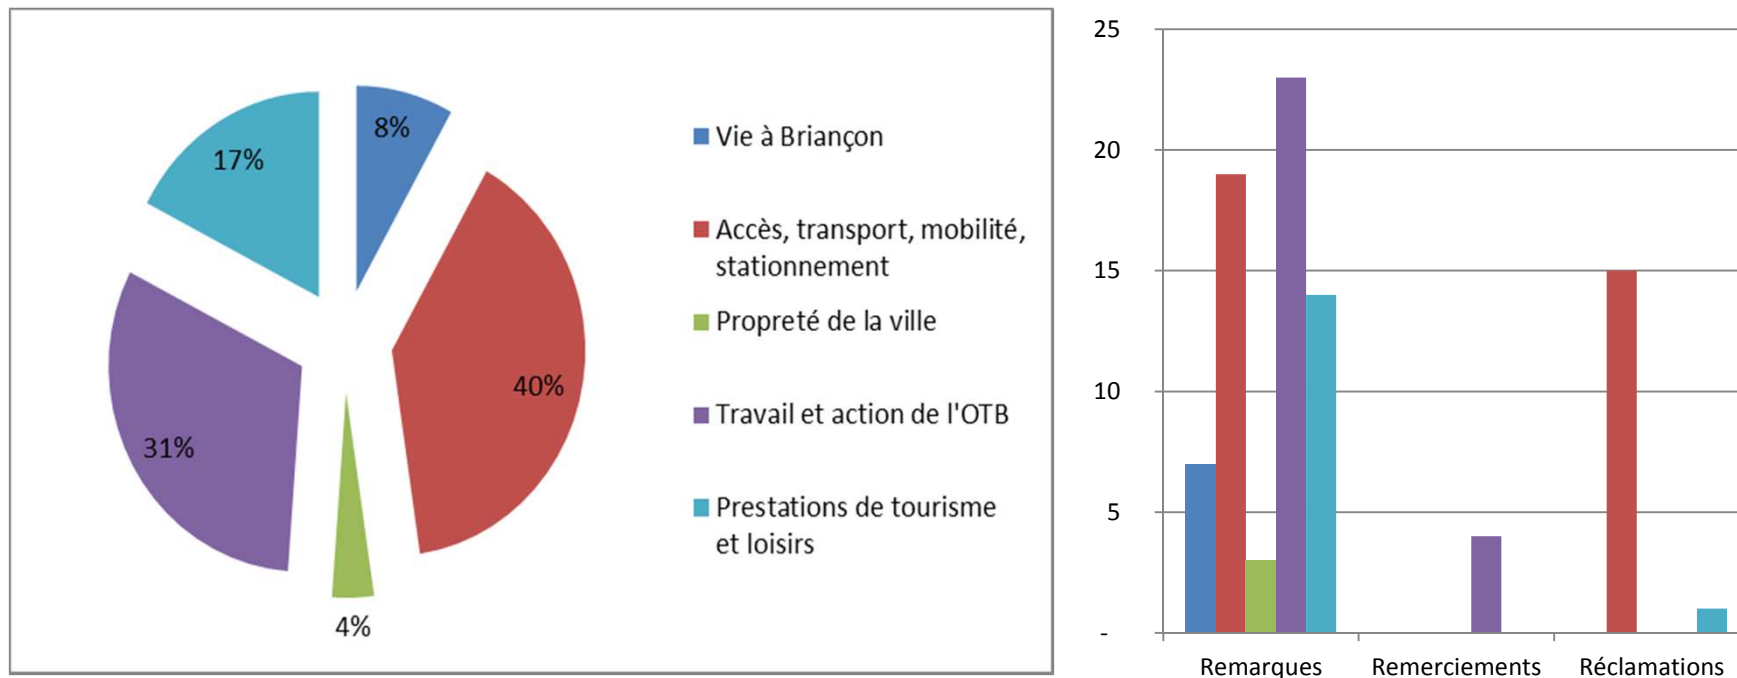 8%
17%
40%
31%
4%
Vie à Briançon
Accès, transport, mobilité,
stationnement
Propreté de la ville
Travail et action de l'OTB
Prestations de tourisme
et loisirs
25
20
15
10
5
-
Remarques Remerciements Réclamations